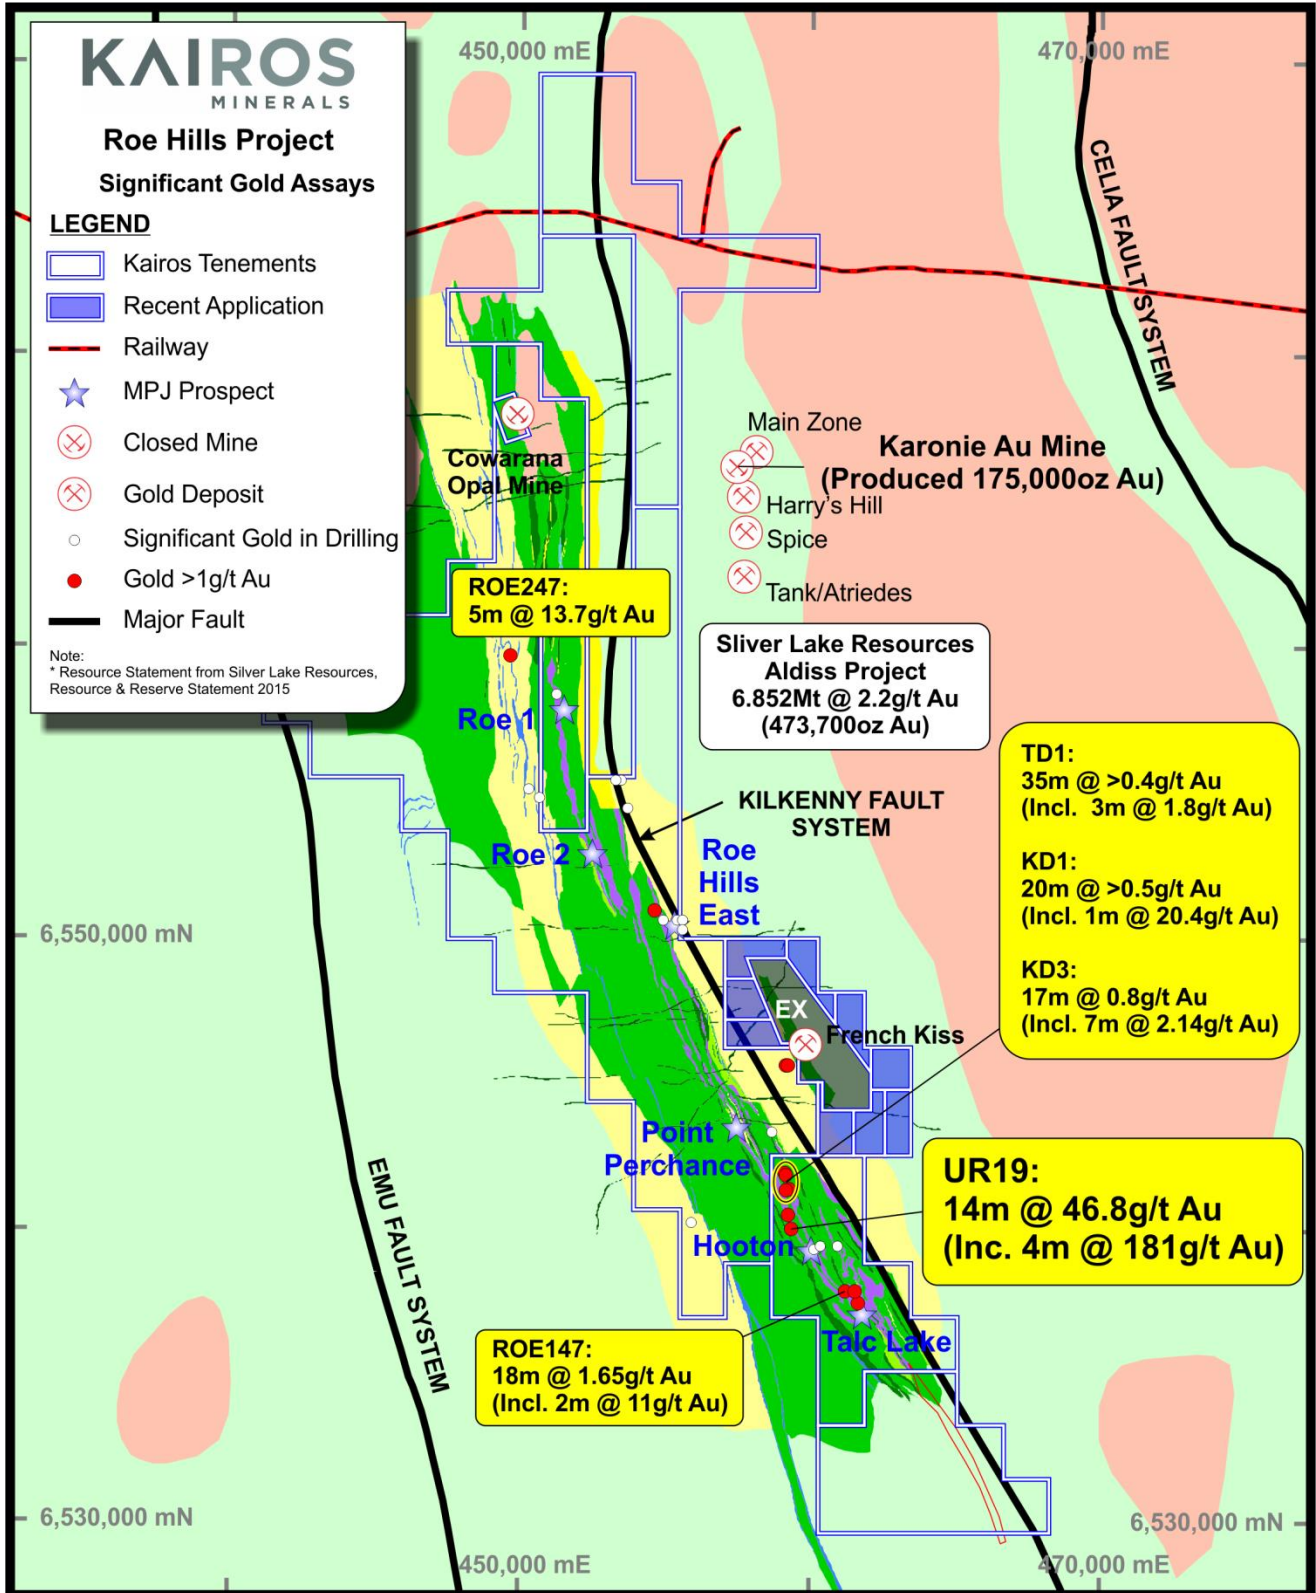 KAIROS
MINERALS
Roe Hills Project
Significant Gold Assays
LEGEND
Kairos Tenements
Recent Application
Railway
MPJ Prospect
Closed Mine
Gold Deposit
Significant Gold in Drilling
Gold >1g/t Au
Major Fault
Note:
* Resource Statement from Silver Lake Resources,
Resource & Reserve Statement 2015
450,000 mE
470,000 mE
CELIA FAULT SYSTEM
Cowarana
Opal Mine
Main Zone
Karonie Au Mine
(Produced 175,000oz Au)
Harry's Hill
Spice
Tank/Atriedes
ROE247:
5m @ 13.7g/t Au
Sliver Lake Resources
Aldiss Project
6.852Mt @ 2.2g/t Au
(473,700oz Au)
Roe 1
TD1:
35m @ >0.4g/t Au
(Incl.  3m @ 1.8g/t Au)
KD1:
20m @ >0.5g/t Au
(Incl. 1m @ 20.4g/t Au)
KD3:
17m @ 0.8g/t Au
(Incl. 7m @ 2.14g/t Au)
KILKENNY FAULT
SYSTEM
Roe 2
Roe
Hills
East
6,550,000 mN
EX
French Kiss
Point
Perchance
UR19:
14m @ 46.8g/t Au
(Inc. 4m @ 181g/t Au)
Hooton
EMU FAULT SYSTEM
Talc Lake
ROE147:
18m @ 1.65g/t Au
(Incl. 2m @ 11g/t Au)
6,530,000 mN
6,530,000 mN
450,000 mE
470,000 mE